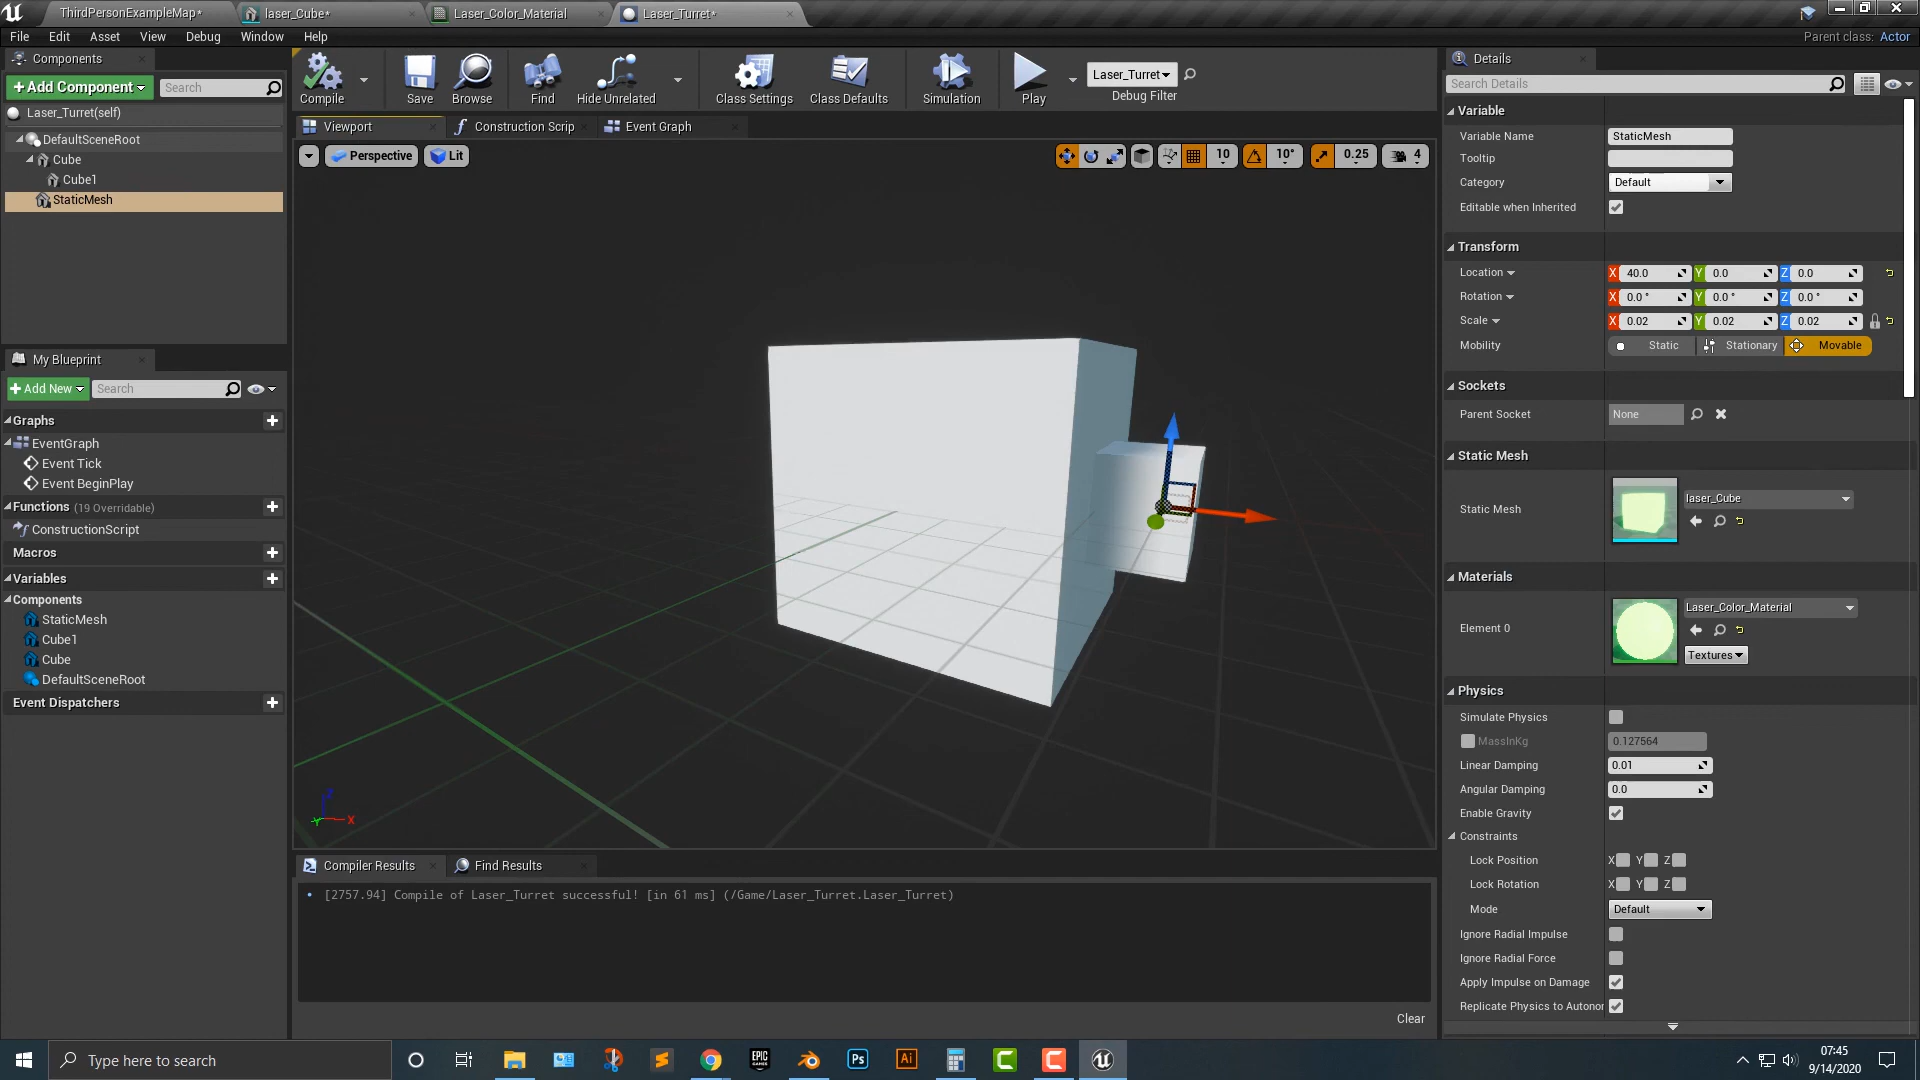 ThirdPersonExampleMap*
laser_Cube*
Laser_Color_Material
Laser_Turret*
File Edit Asset View Debug Window Help
Parent class: Actor
Components
Add Component
Search
Laser_Turret(self)
DefaultSceneRoot
Cube
Cube1
StaticMesh
My Blueprint
Add New
Search
Graphs
EventGraph
Event Tick
Event BeginPlay
Functions (19 Overridable)
ConstructionScript
Macros
Variables
Components
StaticMesh
Cube1
Cube
DefaultSceneRoot
Event Dispatchers
Compile
Save
Browse
Find
Hide Unrelated
Class Settings
Class Defaults
Simulation
Play
Laser_Turret
Debug Filter
Viewport
Construction Scrip
Event Graph
Perspective
Lit
10
10°
0.25
4
Z
X
Compiler Results
Find Results
[2757.94] Compile of Laser_Turret successful! [in 61 ms] (/Game/Laser_Turret.Laser_Turret)
Clear
Details
Search Details
Variable
Variable Name StaticMesh
Tooltip
Category Default
Editable when Inherited
Transform
Location X 40.0 Y 0.0 Z 0.0
Rotation X 0.0 ° Y 0.0 ° Z 0.0 °
Scale X 0.02 Y 0.02 Z 0.02
Mobility Static Stationary Movable
Sockets
Parent Socket None
Static Mesh
Static Mesh laser_Cube
Materials
Element 0 Laser_Color_Material
Textures
Physics
Simulate Physics
MassInKg 0.127564
Linear Damping 0.01
Angular Damping 0.0
Enable Gravity
Constraints
Lock Position X Y Z
Lock Rotation X Y Z
Mode Default
Ignore Radial Impulse
Ignore Radial Force
Apply Impulse on Damage
Replicate Physics to Autonor
Type here to search
EPIC GAMES
Ps
Ai
07:45
9/14/2020